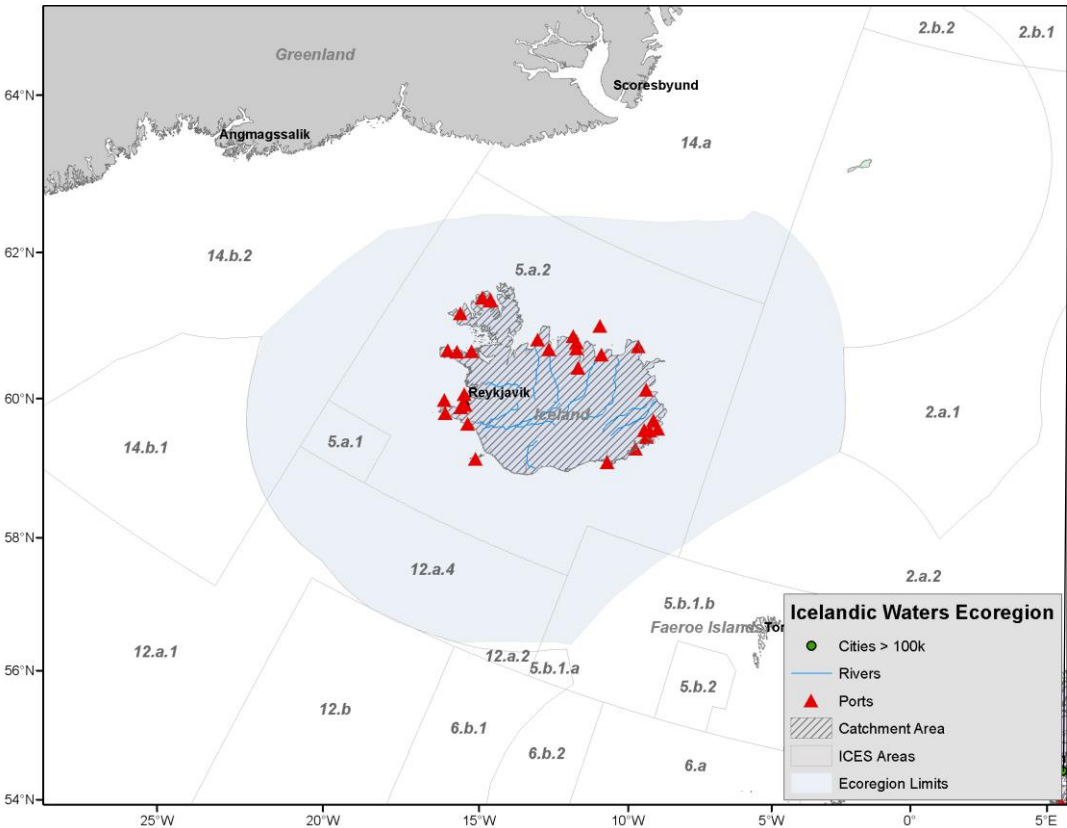 2.b.2
2.b.1
Greenland
64°N
Scoresbyund
Angmagssalik
14.a
62°N
14.b.2
5.a.2
60°N
Reykjavik
Iceland
2.a.1
5.a.1
14.b.1
58°N
12.a.4
2.a.2
5.b.1.b
Faeroe Islands
Tor
12.a.1
12.a.2
56°N
5.b.1.a
5.b.2
12.b
6.b.1
6.b.2
6.a
54°N
Icelandic Waters Ecoregion
Cities > 100k
Rivers
Ports
Catchment Area
ICES Areas
Ecoregion Limits
25°W
20°W
15°W
10°W
5°W
0°
5°E